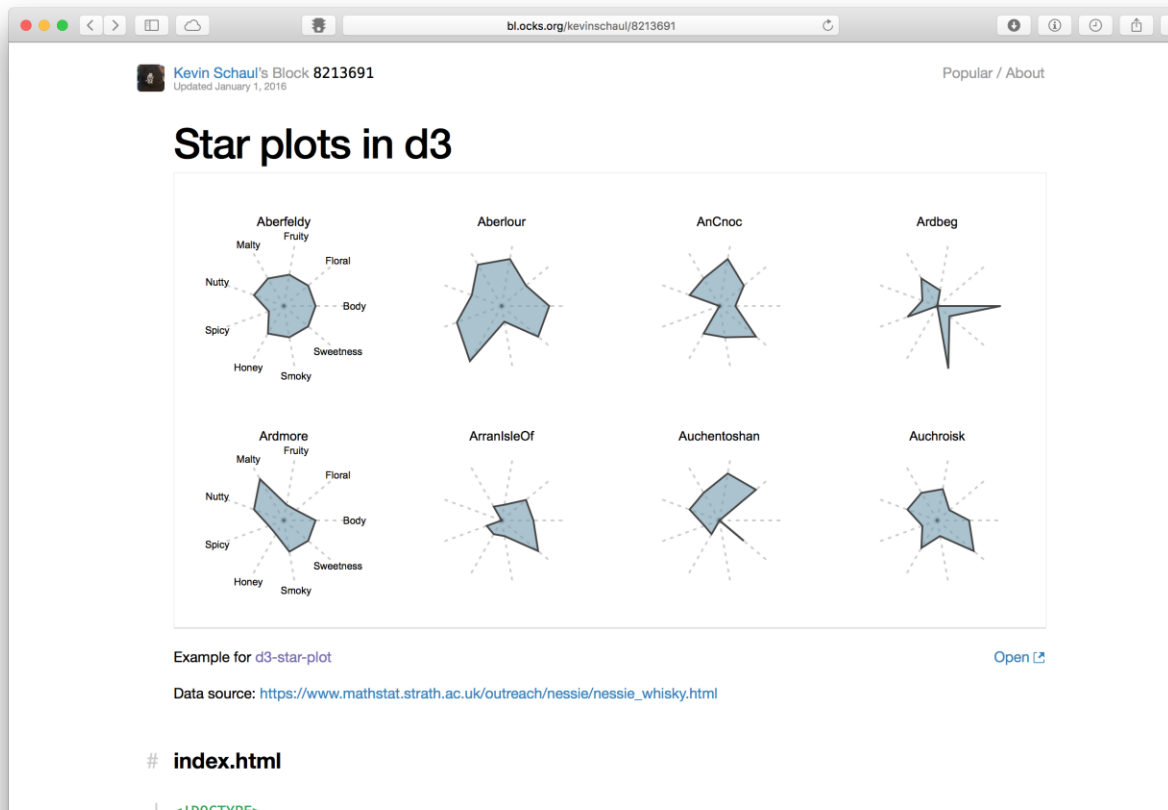 bl.ocks.org/kevinschaul/8213691
Kevin Schaul's Block 8213691
Popular / About
Updated January 1, 2016
Star plots in d3
Aberfeldy
Fruity
Malty
Floral
Nutty
Body
Spicy
Sweetness
Honey
Smoky
Aberlour
AnCnoc
Ardbeg
Ardmore
Fruity
Malty
Floral
Nutty
Body
Spicy
Sweetness
Honey
Smoky
ArranIsleOf
Auchentoshan
Auchroisk
Example for d3-star-plot
Open
Data source: https://www.mathstat.strath.ac.uk/outreach/nessie/nessie_whisky.html
# index.html
<!DOCTYPE>